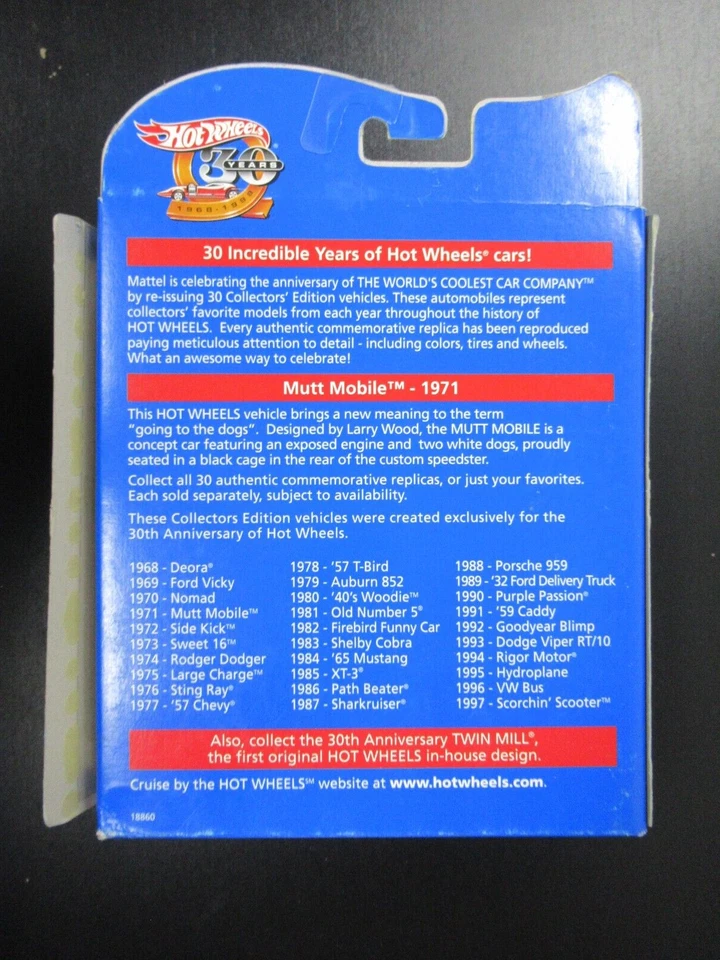 Hot Wheels®
30
YEARS
1968-1998
30 Incredible Years of Hot Wheels® cars!
Mattel is celebrating the anniversary of THE WORLD'S COOLEST CAR COMPANY™
by re-issuing 30 Collectors' Edition vehicles. These automobiles represent
collectors' favorite models from each year throughout the history of
HOT WHEELS. Every authentic commemorative replica has been reproduced
paying meticulous attention to detail - including colors, tires and wheels.
What an awesome way to celebrate!
Mutt Mobile™ - 1971
This HOT WHEELS vehicle brings a new meaning to the term
"going to the dogs". Designed by Larry Wood, the MUTT MOBILE is a
concept car featuring an exposed engine and two white dogs, proudly
seated in a black cage in the rear of the custom speedster.
Collect all 30 authentic commemorative replicas, or just your favorites.
Each sold separately, subject to availability.
These Collectors Edition vehicles were created exclusively for the
30th Anniversary of Hot Wheels.
1968 - Deora®
1969 - Ford Vicky
1970 - Nomad
1971 - Mutt Mobile™
1972 - Side Kick™
1973 - Sweet 16™
1974 - Rodger Dodger
1975 - Large Charge™
1976 - Sting Ray®
1977 - '57 Chevy®
1978 - '57 T-Bird
1979 - Auburn 852
1980 - '40's Woodie™
1981 - Old Number 5®
1982 - Firebird Funny Car
1983 - Shelby Cobra
1984 - '65 Mustang
1985 - XT-3®
1986 - Path Beater®
1987 - Sharkruiser®
1988 - Porsche 959
1989 - '32 Ford Delivery Truck
1990 - Purple Passion®
1991 - '59 Caddy
1992 - Goodyear Blimp
1993 - Dodge Viper RT/10
1994 - Rigor Motor®
1995 - Hydroplane
1996 - VW Bus
1997 - Scorchin' Scooter™
Also, collect the 30th Anniversary TWIN MILL®,
the first original HOT WHEELS in-house design.
Cruise by the HOT WHEELS℠ website at www.hotwheels.com.
18860